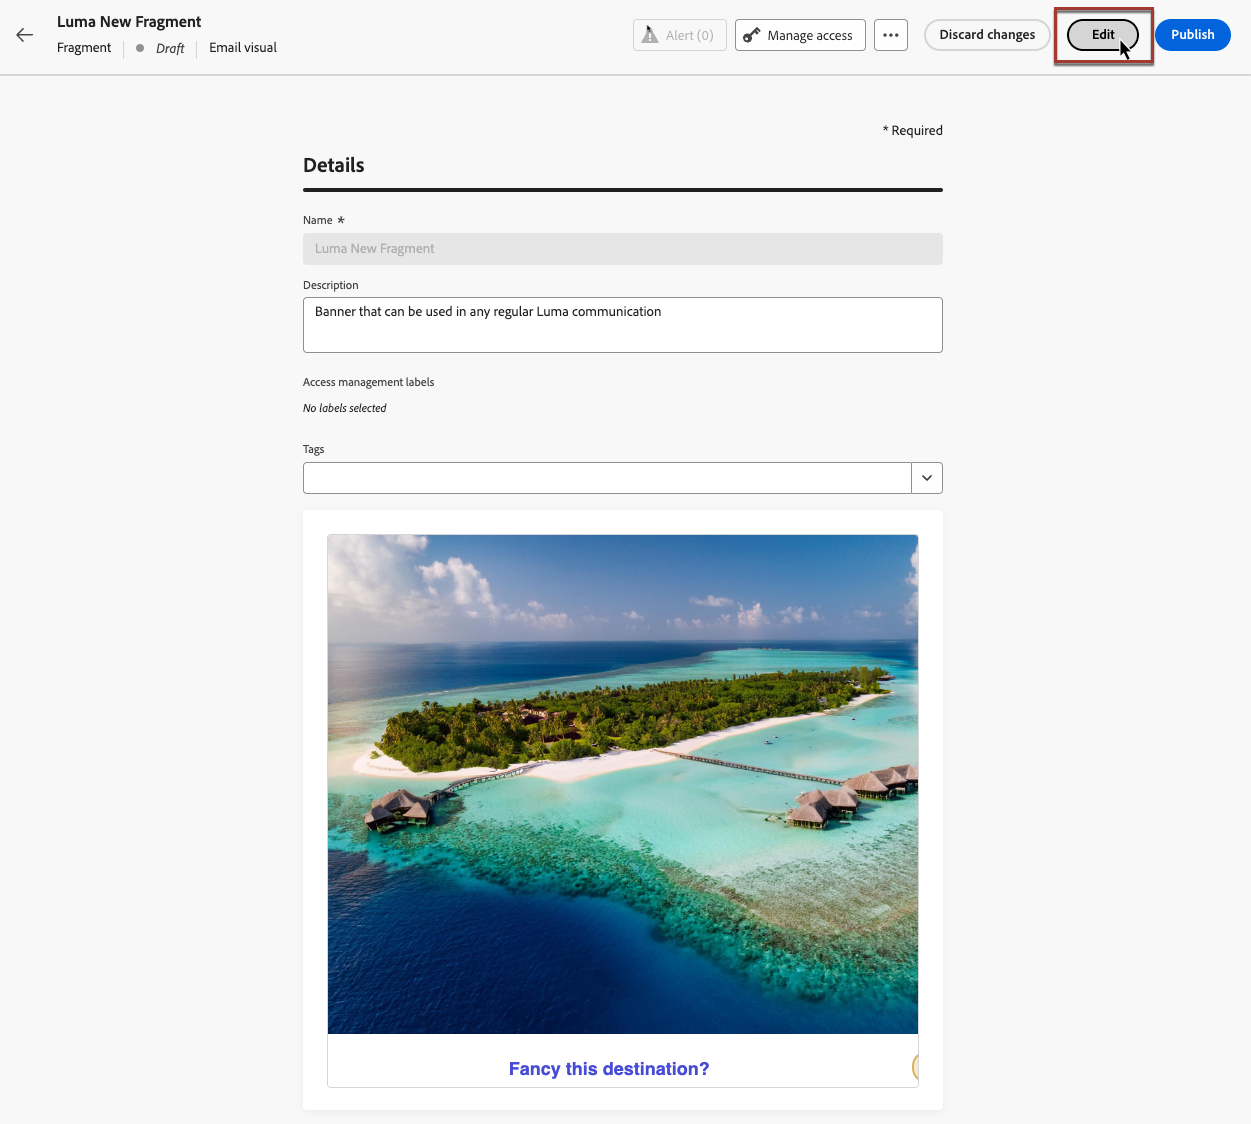 Luma New Fragment
Fragment Draft Email visual
Alert (0) Manage access Discard changes Edit Publish
* Required
Details
Name *
Luma New Fragment
Description
Banner that can be used in any regular Luma communication
Access management labels
No labels selected
Tags
Fancy this destination?